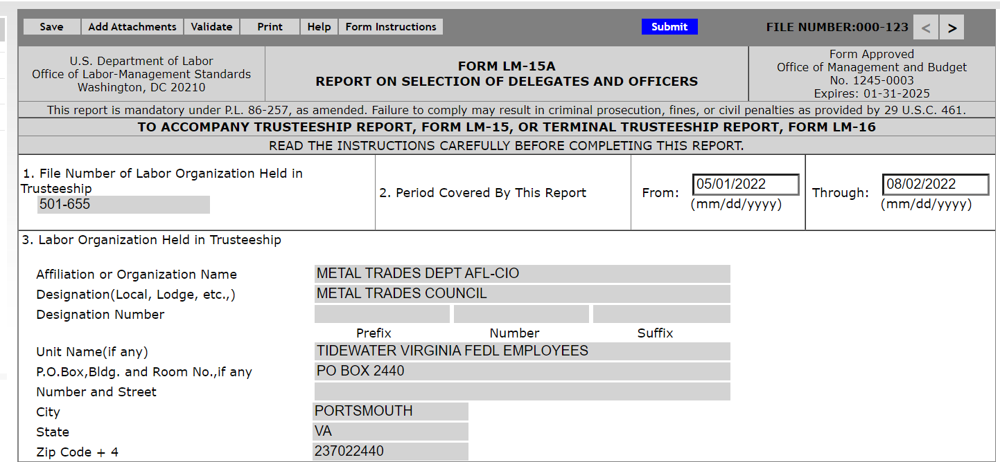 Save Add Attachments Validate Print Help Form Instructions Submit FILE NUMBER:000-123 < >
U.S. Department of Labor
Office of Labor-Management Standards
Washington, DC 20210
FORM LM-15A
REPORT ON SELECTION OF DELEGATES AND OFFICERS
Form Approved
Office of Management and Budget
No. 1245-0003
Expires: 01-31-2025
This report is mandatory under P.L. 86-257, as amended. Failure to comply may result in criminal prosecution, fines, or civil penalties as provided by 29 U.S.C. 461.
TO ACCOMPANY TRUSTEESHIP REPORT, FORM LM-15, OR TERMINAL TRUSTEESHIP REPORT, FORM LM-16
READ THE INSTRUCTIONS CAREFULLY BEFORE COMPLETING THIS REPORT.
1. File Number of Labor Organization Held in
Trusteeship
501-655
2. Period Covered By This Report
From: 05/01/2022
(mm/dd/yyyy)
Through: 08/02/2022
(mm/dd/yyyy)
3. Labor Organization Held in Trusteeship
Affiliation or Organization Name METAL TRADES DEPT AFL-CIO
Designation(Local, Lodge, etc.,) METAL TRADES COUNCIL
Designation Number
Prefix Number Suffix
Unit Name(if any) TIDEWATER VIRGINIA FEDL EMPLOYEES
P.O.Box,Bldg. and Room No.,if any PO BOX 2440
Number and Street
City PORTSMOUTH
State VA
Zip Code + 4 237022440